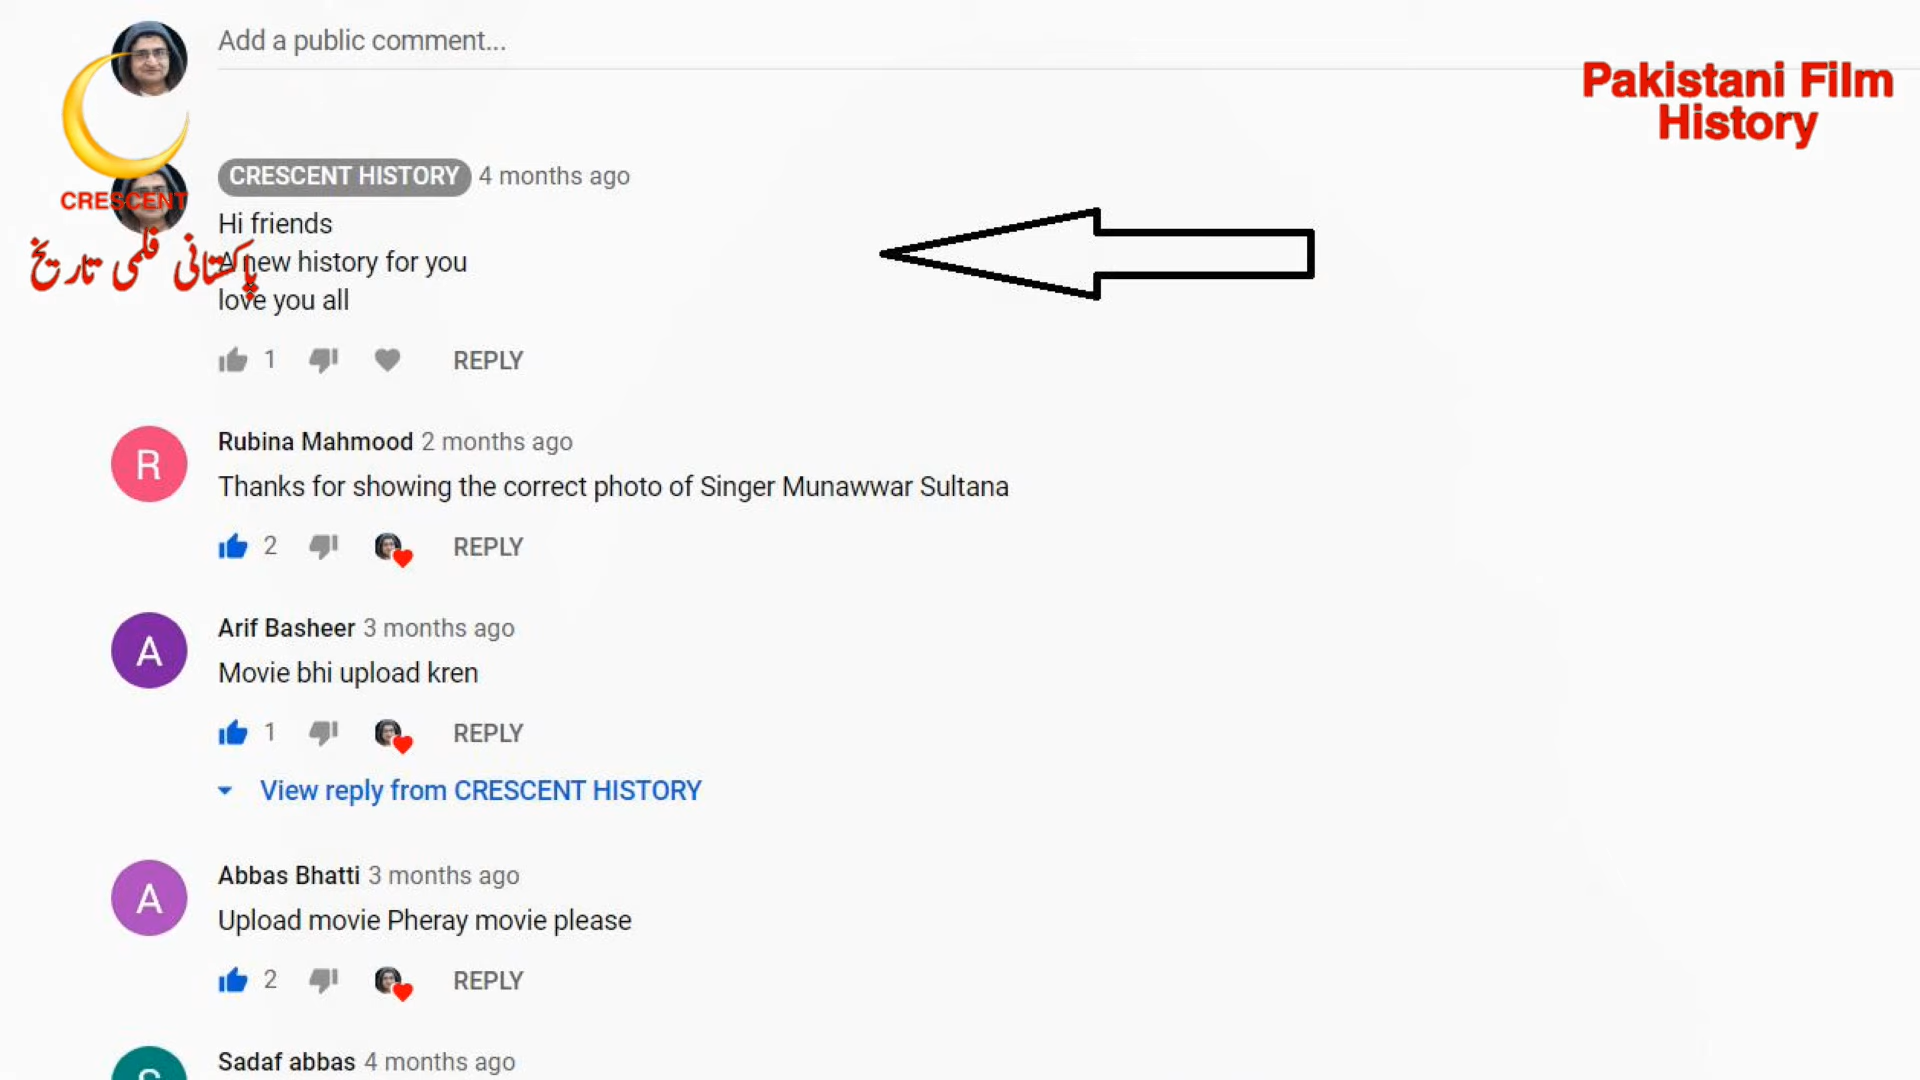 Add a public comment...
Pakistani Film
History
CRESCENT HISTORY 4 months ago
CRESCENT
پاکستانی فلمی تاریخ
Hi friends
A new history for you
love you all
1 REPLY
R
Rubina Mahmood 2 months ago
Thanks for showing the correct photo of Singer Munawwar Sultana
2 REPLY
A
Arif Basheer 3 months ago
Movie bhi upload kren
1 REPLY
View reply from CRESCENT HISTORY
A
Abbas Bhatti 3 months ago
Upload movie Pheray movie please
2 REPLY
S
Sadaf abbas 4 months ago